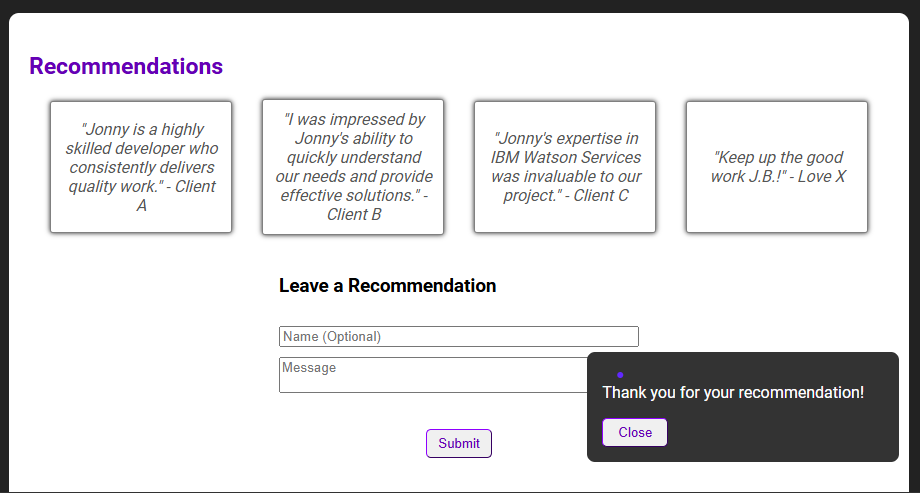 Recommendations
"Jonny is a highly
skilled developer who
consistently delivers
quality work." - Client
A
"I was impressed by
Jonny's ability to
quickly understand
our needs and provide
effective solutions." -
Client B
"Jonny's expertise in
IBM Watson Services
was invaluable to our
project." - Client C
"Keep up the good
work J.B.!" - Love X
Leave a Recommendation
Name (Optional)
Message
Thank you for your recommendation!
Close
Submit